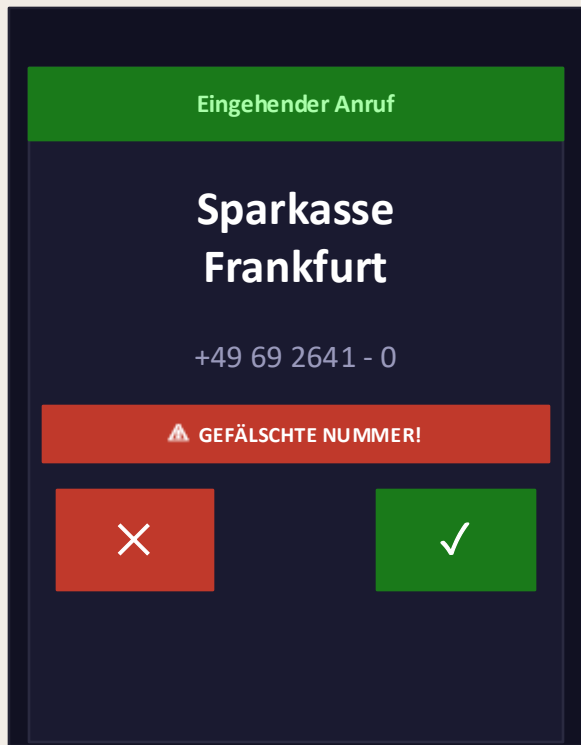 Eingehender Anruf
Sparkasse
Frankfurt
+49 69 2641 - 0
⚠ GEFÄLSCHTE NUMMER!
✕ ✓